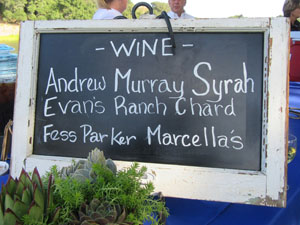 - WINE -
Andrew Murray Syrah
Evan's Ranch Chard
Fess Parker Marcella's